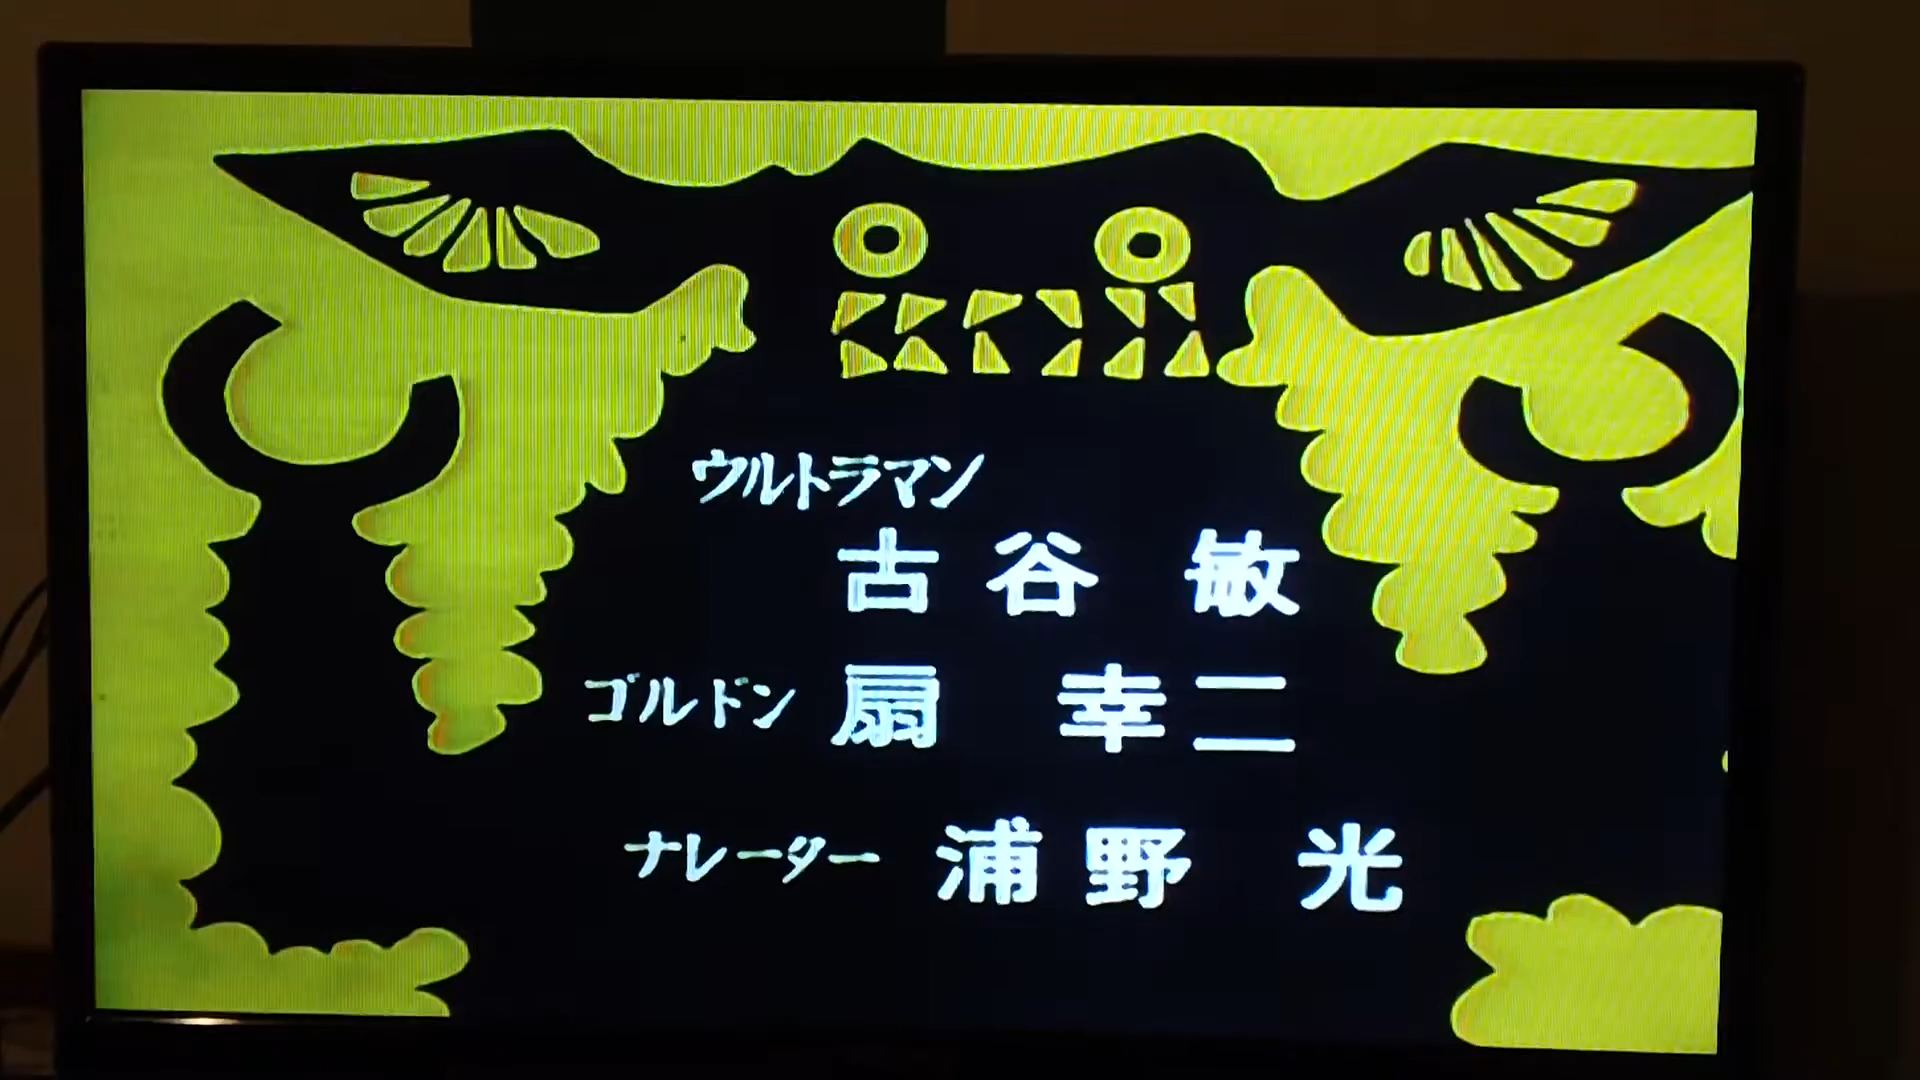 ウルトラマン
古谷 敏
ゴルドン 扇 幸二
ナレーター 浦野 光